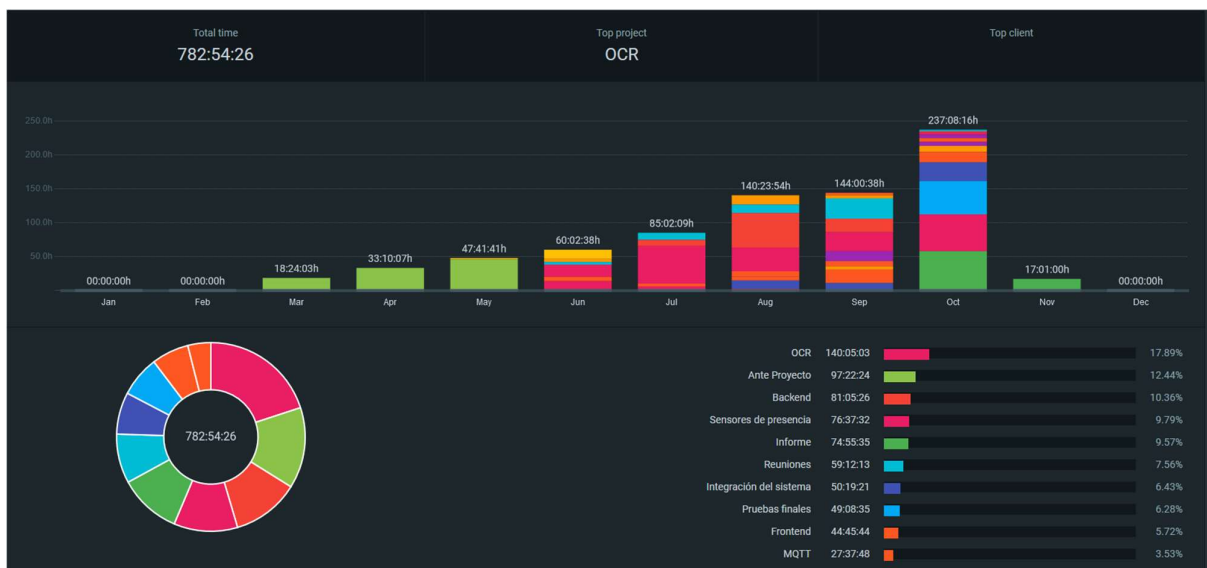 Total time
782:54:26
Top project
OCR
Top client
250.0h
200.0h
150.0h
100.0h
50.0h
00:00:00h
00:00:00h
18:24:03h
33:10:07h
47:41:41h
60:02:38h
85:02:09h
140:23:54h
144:00:38h
237:08:16h
17:01:00h
00:00:00h
Jan Feb Mar Apr May Jun Jul Aug Sep Oct Nov Dec
782:54:26
OCR 140:05:03 17.89%
Ante Proyecto 97:22:24 12.44%
Backend 81:05:26 10.36%
Sensores de presencia 76:37:32 9.79%
Informe 74:55:35 9.57%
Reuniones 59:12:13 7.56%
Integración del sistema 50:19:21 6.43%
Pruebas finales 49:08:35 6.28%
Frontend 44:45:44 5.72%
MQTT 27:37:48 3.53%